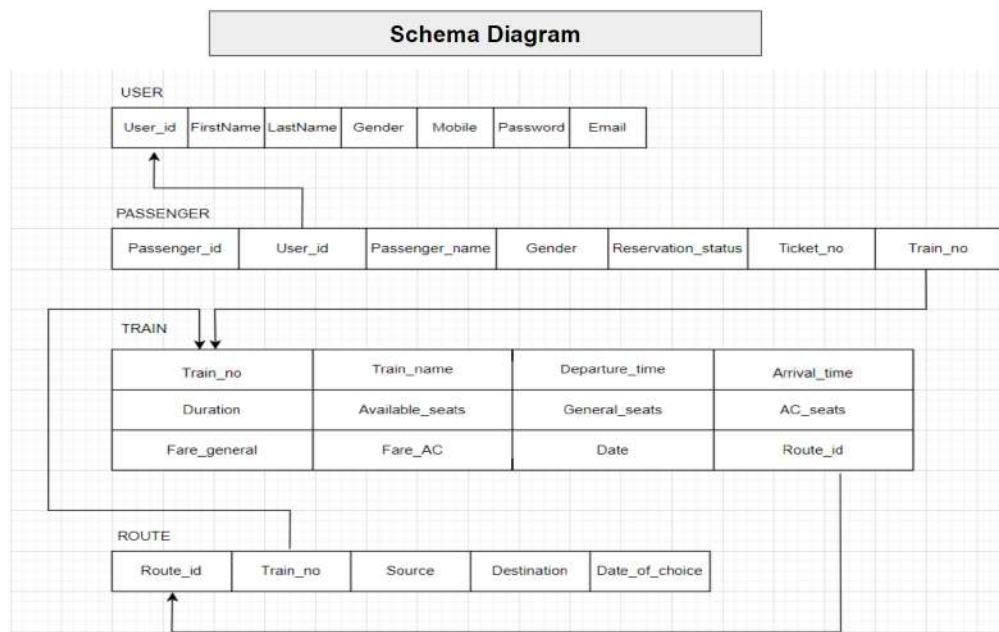 Schema Diagram
USER
User_id FirstName LastName Gender Mobile Password Email
PASSENGER
Passenger_id User_id Passenger_name Gender Reservation_status Ticket_no Train_no
TRAIN
Train_no Train_name Departure_time Arrival_time
Duration Available_seats General_seats AC_seats
Fare_general Fare_AC Date Route_id
ROUTE
Route_id Train_no Source Destination Date_of_choice